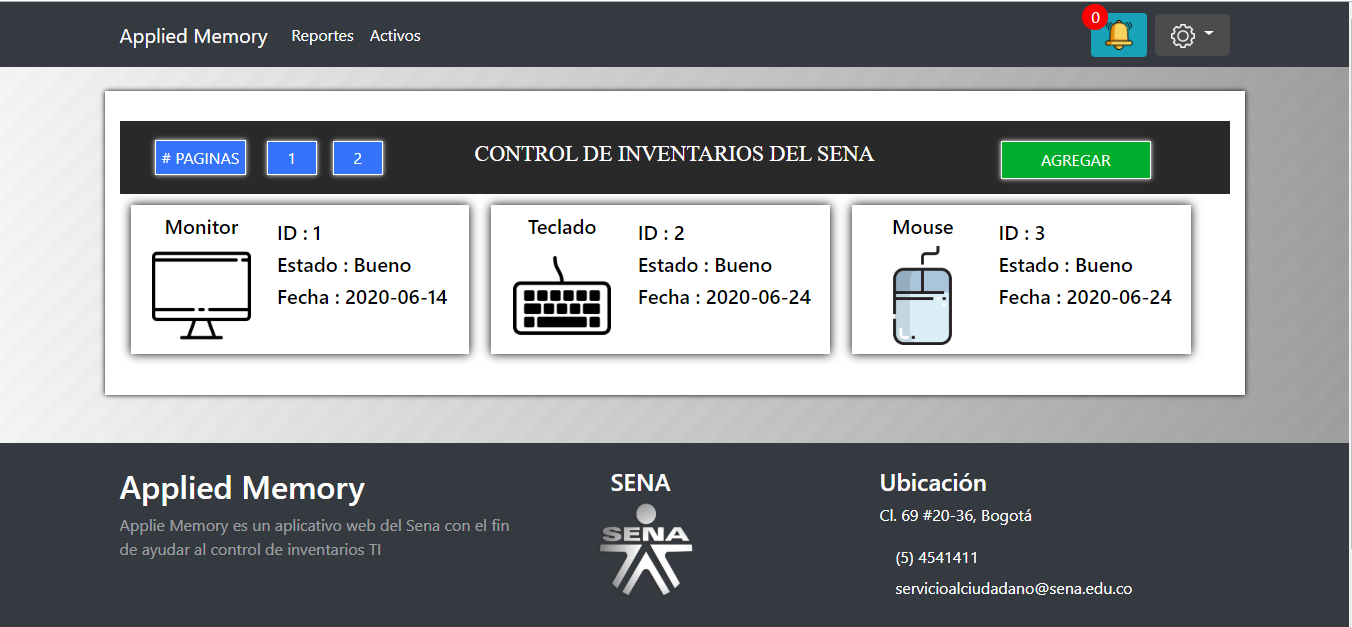 Applied Memory Reportes Activos 0
# PAGINAS 1 2 CONTROL DE INVENTARIOS DEL SENA AGREGAR
Monitor
ID : 1
Estado : Bueno
Fecha : 2020-06-14
Teclado
ID : 2
Estado : Bueno
Fecha : 2020-06-24
Mouse
ID : 3
Estado : Bueno
Fecha : 2020-06-24
Applied Memory
Applie Memory es un aplicativo web del Sena con el fin
de ayudar al control de inventarios TI
SENA
SENA
Ubicación
Cl. 69 #20-36, Bogotá
(5) 4541411
servicioalciudadano@sena.edu.co